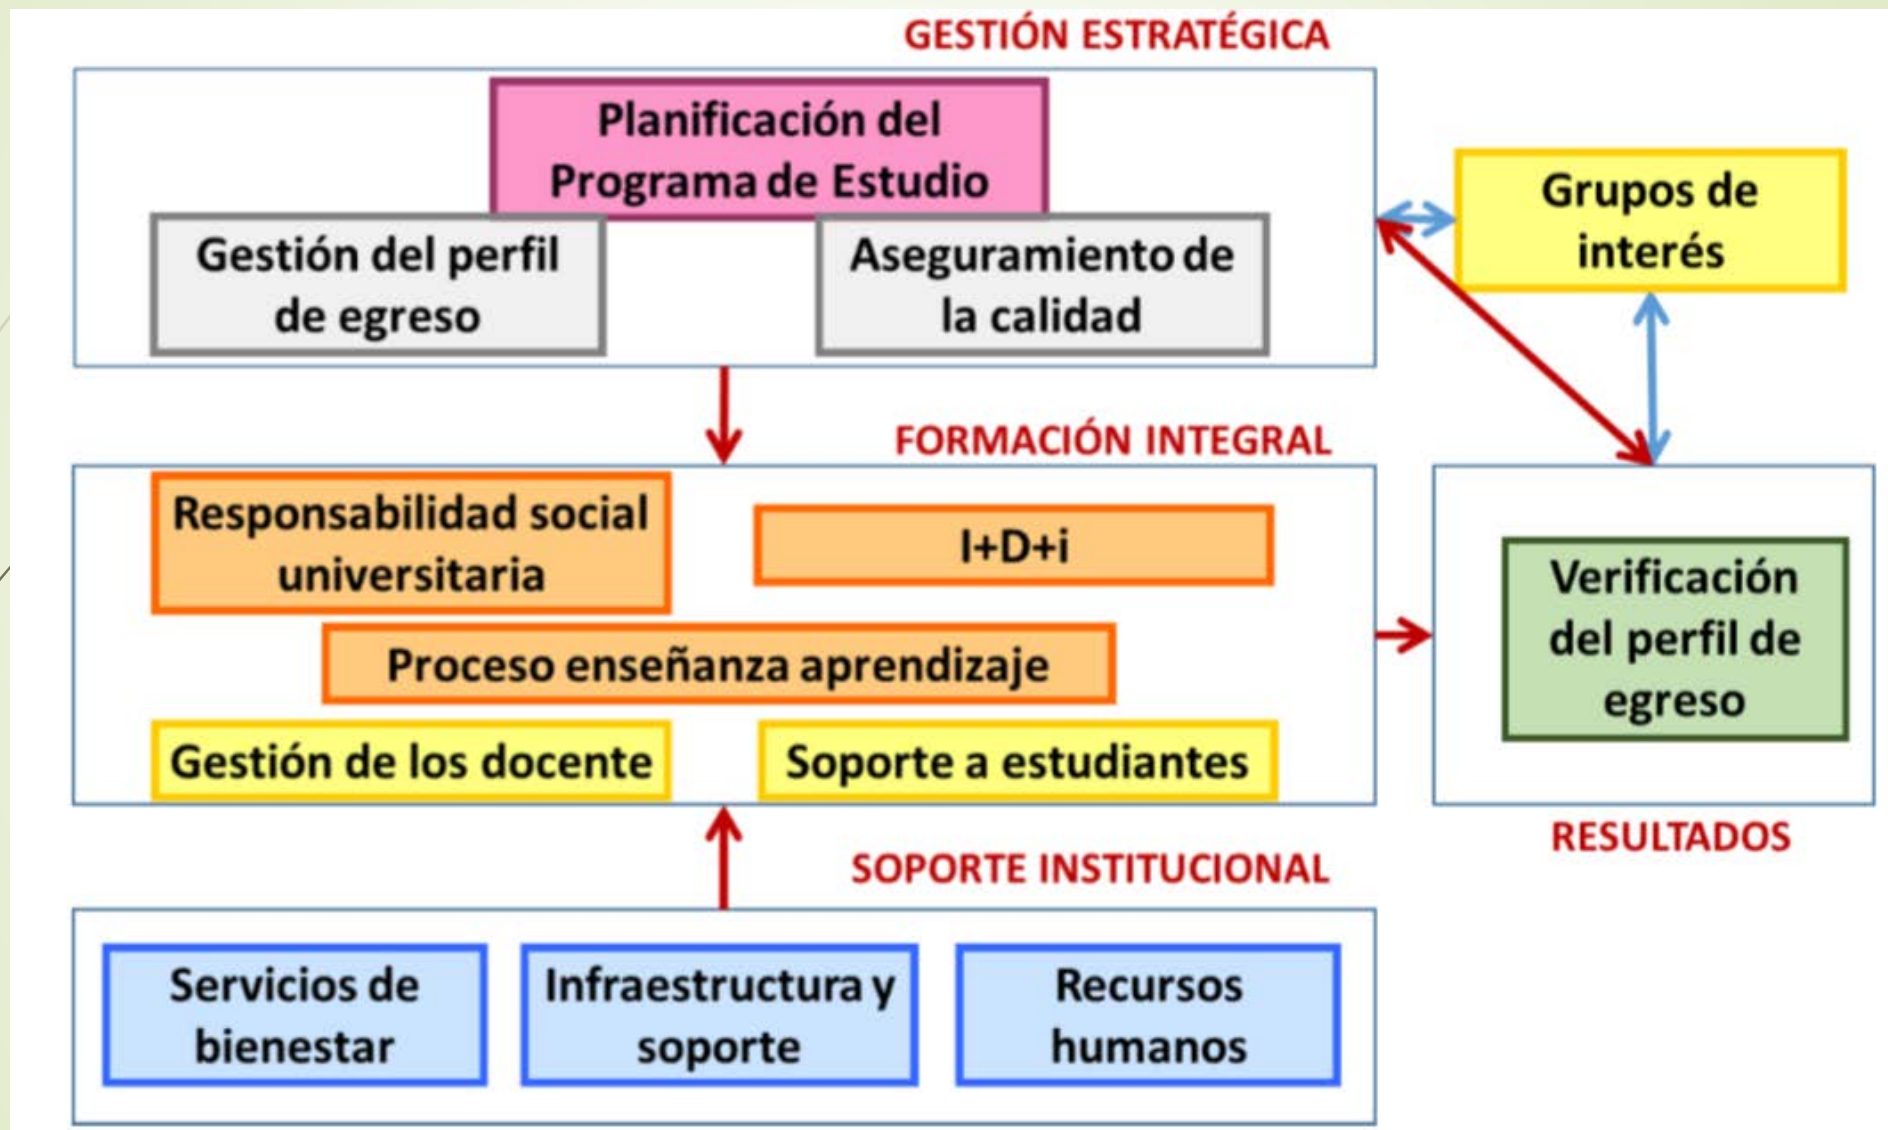 GESTIÓN ESTRATÉGICA
Planificación del
Programa de Estudio
Gestión del perfil
de egreso
Aseguramiento de
la calidad
Grupos de
interés
FORMACIÓN INTEGRAL
Responsabilidad social
universitaria
I+D+i
Proceso enseñanza aprendizaje
Gestión de los docente
Soporte a estudiantes
Verificación
del perfil de
egreso
RESULTADOS
SOPORTE INSTITUCIONAL
Servicios de
bienestar
Infraestructura y
soporte
Recursos
humanos